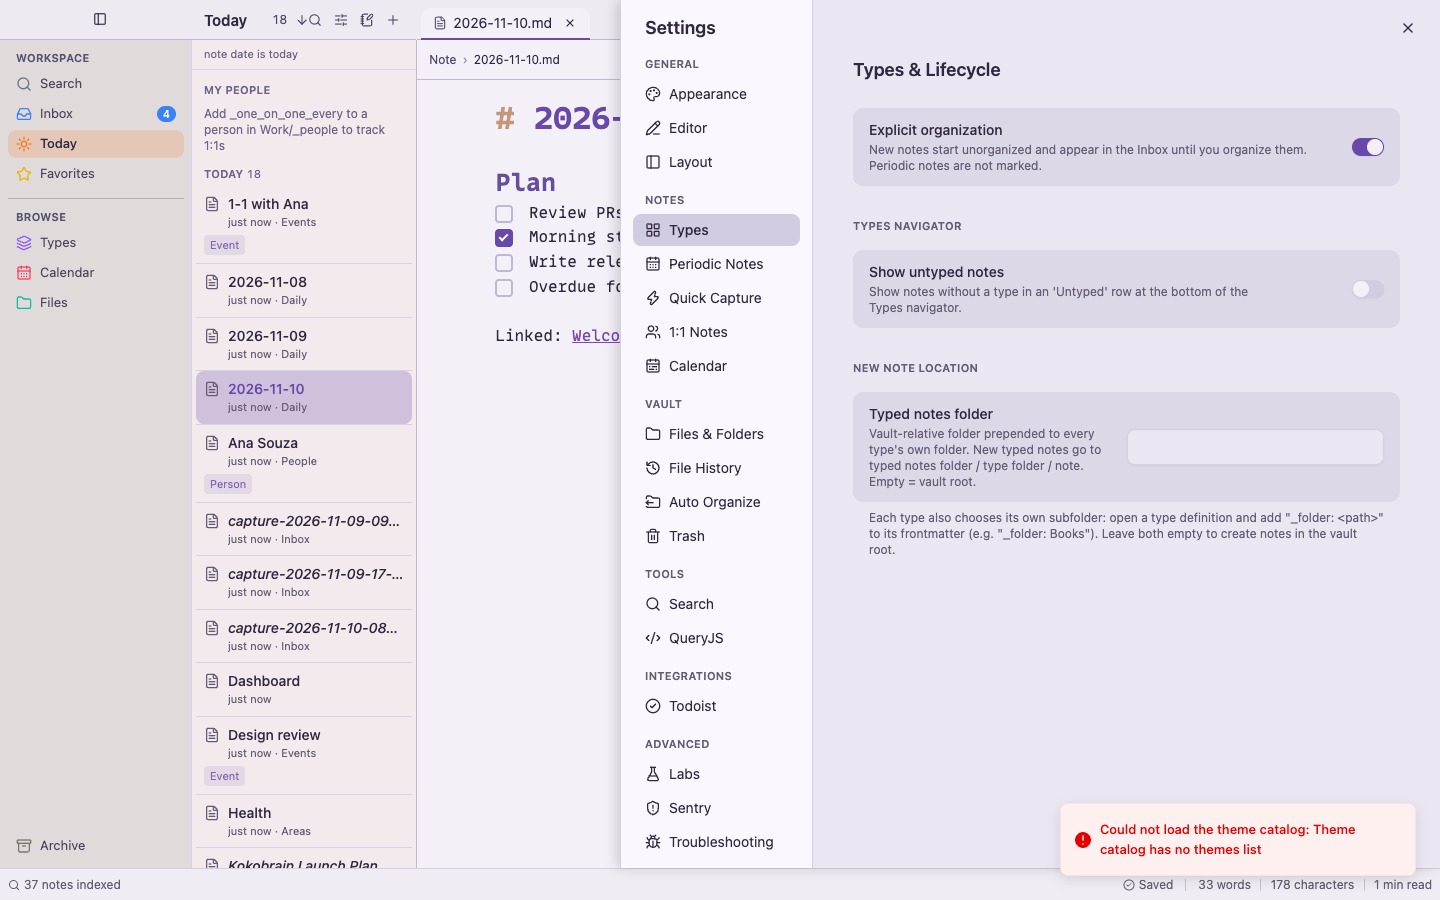 WORKSPACE
Search
Inbox
4
Today
Favorites
BROWSE
Types
Calendar
Files
Archive
37 notes indexed
Today
18
note date is today
MY PEOPLE
Add _one_on_one_every to a
person in Work/_people to track
1:1s
TODAY 18
1-1 with Ana
just now · Events
Event
2026-11-08
just now · Daily
2026-11-09
just now · Daily
2026-11-10
just now · Daily
Ana Souza
just now · People
Person
capture-2026-11-09-09...
just now · Inbox
capture-2026-11-09-17-...
just now · Inbox
capture-2026-11-10-08...
just now · Inbox
Dashboard
just now
Design review
just now · Events
Event
Health
just now · Areas
Kokobrain Launch Plan
2026-11-10.md
Note › 2026-11-10.md
# 2026-
Plan
Review PRs
Morning st
Write rele
Overdue fo
Linked: Welco
Settings
GENERAL
Appearance
Editor
Layout
NOTES
Types
Periodic Notes
Quick Capture
1:1 Notes
Calendar
VAULT
Files & Folders
File History
Auto Organize
Trash
TOOLS
Search
QueryJS
INTEGRATIONS
Todoist
ADVANCED
Labs
Sentry
Troubleshooting
Types & Lifecycle
Explicit organization
New notes start unorganized and appear in the Inbox until you organize them.
Periodic notes are not marked.
TYPES NAVIGATOR
Show untyped notes
Show notes without a type in an 'Untyped' row at the bottom of the
Types navigator.
NEW NOTE LOCATION
Typed notes folder
Vault-relative folder prepended to every
type's own folder. New typed notes go to
typed notes folder / type folder / note.
Empty = vault root.
Each type also chooses its own subfolder: open a type definition and add "_folder: <path>"
to its frontmatter (e.g. "_folder: Books"). Leave both empty to create notes in the vault
root.
Could not load the theme catalog: Theme
catalog has no themes list
Saved
33 words
178 characters
1 min read